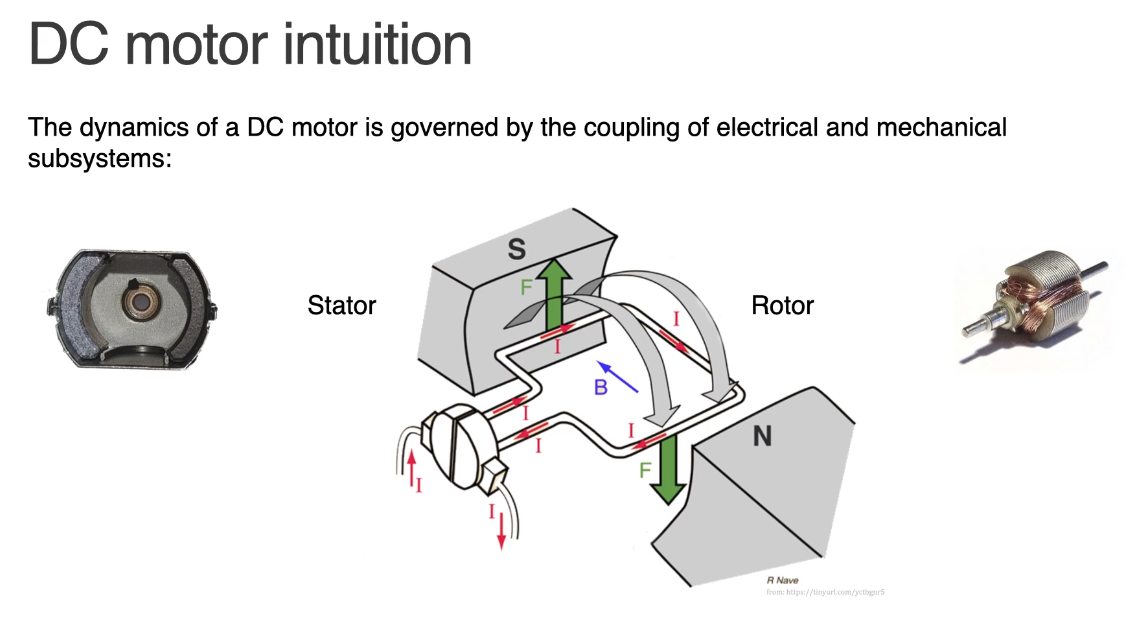 DC motor intuition
The dynamics of a DC motor is governed by the coupling of electrical and mechanical
subsystems:
S
F
Stator
Rotor
I
I
B
I
I
I
N
F
I
I
R Nave
from: https://tinyurl.com/yctbgnr5